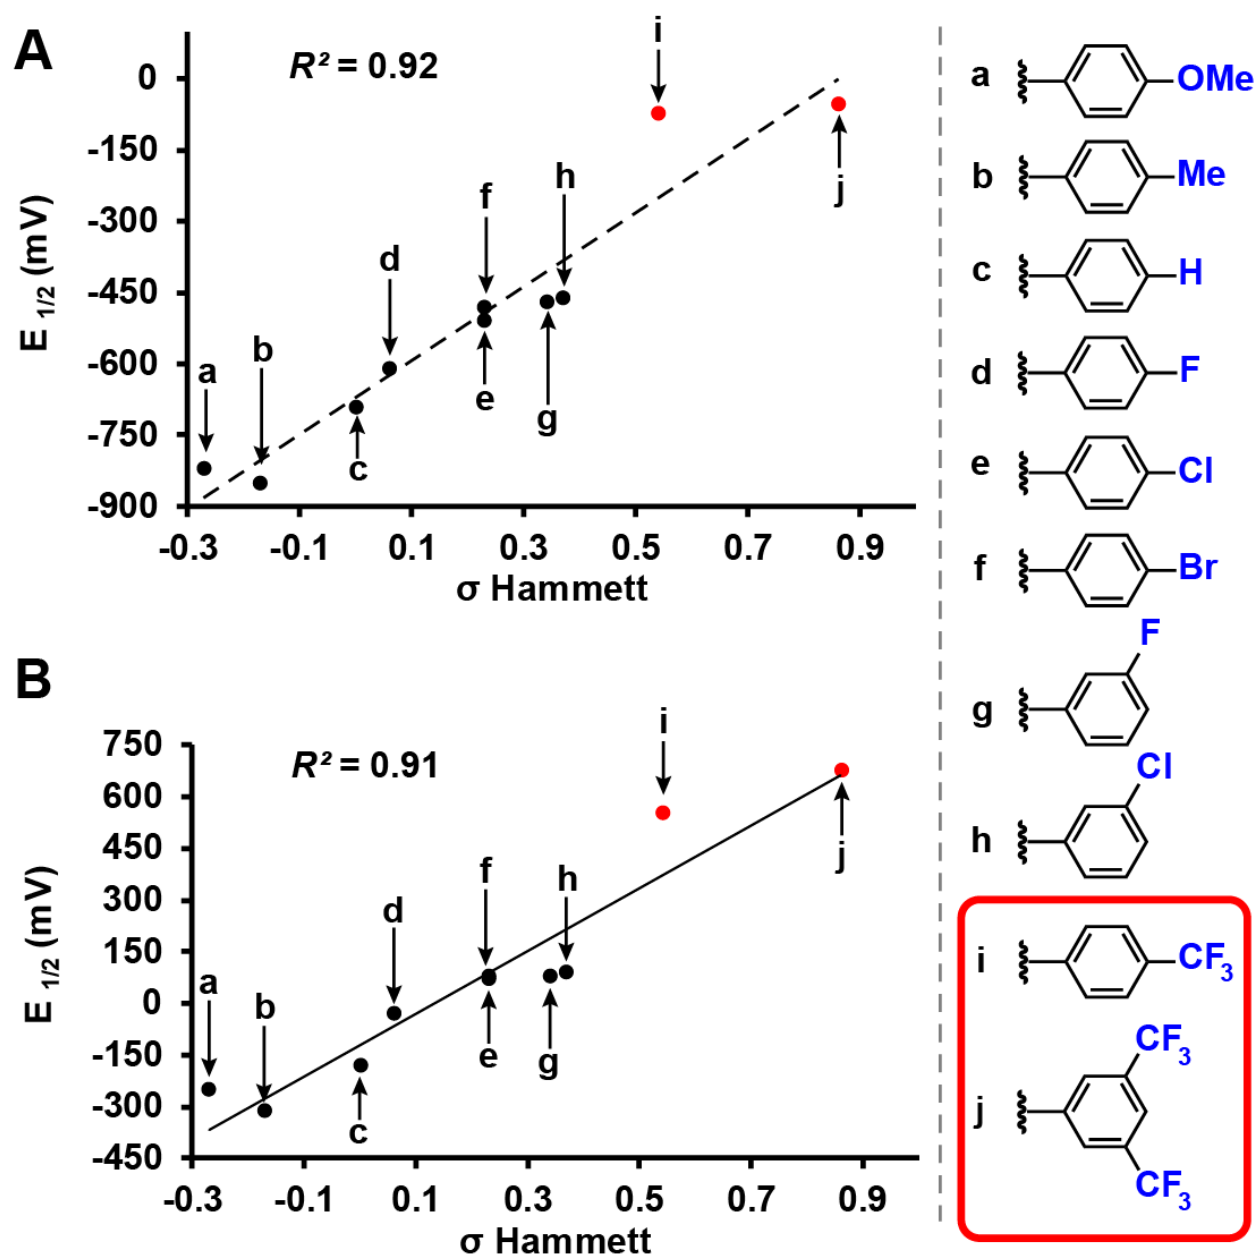 A
R² = 0.92
i
0
-150
-300
-450
-600
-750
-900
E 1/2 (mV)
a
b
c
d
f
e
h
g
j
-0.3
-0.1
0.1
0.3
0.5
0.7
0.9
σ Hammett
B
R² = 0.91
i
750
600
450
300
150
0
-150
-300
-450
E 1/2 (mV)
a
b
c
d
f
e
h
g
j
-0.3
-0.1
0.1
0.3
0.5
0.7
0.9
σ Hammett
a OMe
b Me
c H
d F
e Cl
f Br
F
g
Cl
h
i CF3
CF3
j
CF3